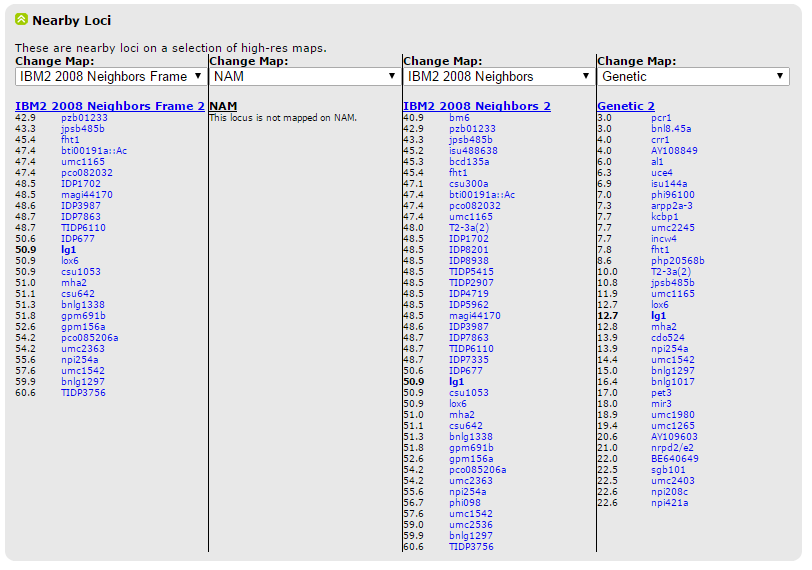 Nearby Loci
These are nearby loci on a selection of high-res maps.
Change Map:
IBM2 2008 Neighbors Frame
IBM2 2008 Neighbors Frame 2
42.9 pzb01233
43.3 jpsb485b
45.4 fht1
47.4 bti00191a::Ac
47.4 umc1165
47.4 pco082032
48.5 IDP1702
48.5 magi44170
48.6 IDP3987
48.7 IDP7863
48.7 TIDP6110
50.6 IDP677
50.9 lg1
50.9 lox6
50.9 csu1053
51.0 mha2
51.1 csu642
51.3 bnlg1338
51.8 gpm691b
52.6 gpm156a
54.2 pco085206a
54.2 umc2363
55.6 npi254a
57.6 umc1542
59.9 bnlg1297
60.6 TIDP3756
Change Map:
NAM
NAM
This locus is not mapped on NAM.
Change Map:
IBM2 2008 Neighbors
IBM2 2008 Neighbors 2
40.9 bm6
42.9 pzb01233
43.3 jpsb485b
45.2 isu488638
45.3 bcd135a
45.4 fht1
47.1 csu300a
47.4 bti00191a::Ac
47.4 pco082032
47.4 umc1165
48.0 T2-3a(2)
48.5 IDP1702
48.5 IDP8201
48.5 IDP8938
48.5 TIDP5415
48.5 TIDP2907
48.5 IDP4719
48.5 IDP5962
48.5 magi44170
48.6 IDP3987
48.7 IDP7863
48.7 TIDP6110
48.7 IDP7335
50.6 IDP677
50.9 lg1
50.9 csu1053
50.9 lox6
51.0 mha2
51.1 csu642
51.3 bnlg1338
51.8 gpm691b
52.6 gpm156a
54.2 pco085206a
54.2 umc2363
55.6 npi254a
56.7 phi098
57.6 umc1542
59.0 umc2536
59.9 bnlg1297
60.6 TIDP3756
Change Map:
Genetic
Genetic 2
3.0 pcr1
3.0 bnl8.45a
4.0 crr1
4.0 AY108849
6.0 al1
6.3 uce4
6.9 isu144a
7.0 phi96100
7.3 arpp2a-3
7.7 kcbp1
7.7 umc2245
7.7 incw4
7.8 fht1
8.6 php20568b
10.0 T2-3a(2)
10.8 jpsb485b
11.9 umc1165
12.7 lox6
12.7 lg1
12.8 mha2
13.9 cdo524
13.9 npi254a
14.4 umc1542
15.0 bnlg1297
16.4 bnlg1017
17.0 pet3
18.0 mir3
18.9 umc1980
19.4 umc1265
20.6 AY109603
21.0 nrpd2/e2
22.0 BE640649
22.5 sgb101
22.5 umc2403
22.6 npi208c
22.6 npi421a